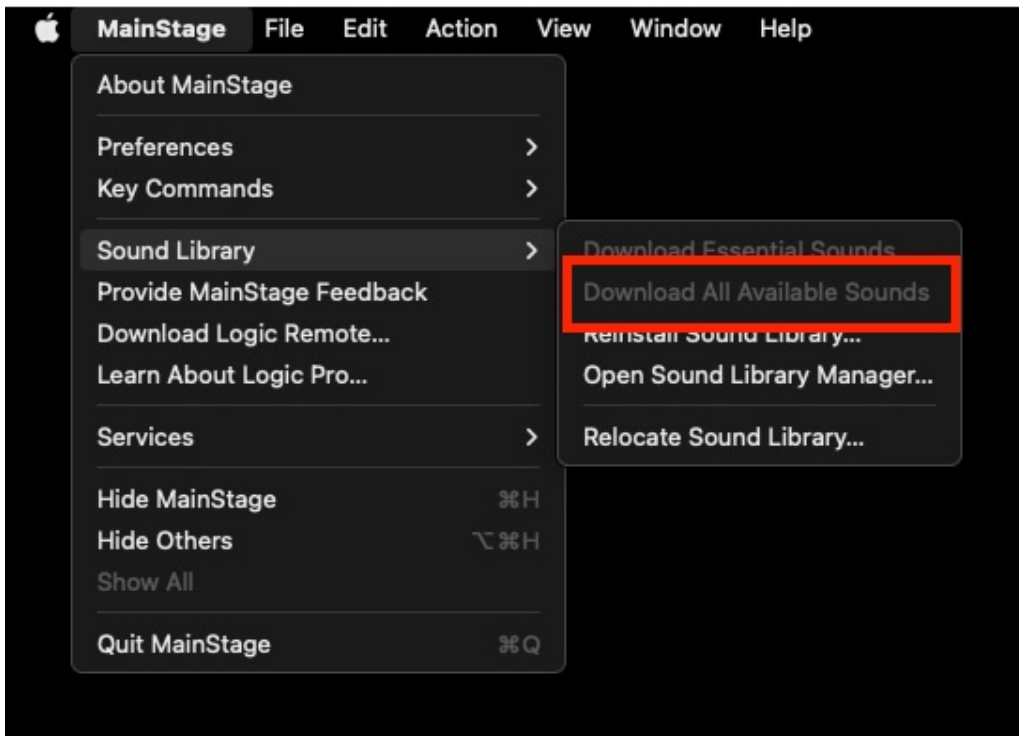 MainStage File Edit Action View Window Help
About MainStage
Preferences
Key Commands
Sound Library
Provide MainStage Feedback
Download Logic Remote...
Learn About Logic Pro...
Services
Hide MainStage ⌘H
Hide Others ⌥⌘H
Show All
Quit MainStage ⌘Q
Download Essential Sounds
Download All Available Sounds
Reinstall Sound Library...
Open Sound Library Manager...
Relocate Sound Library...